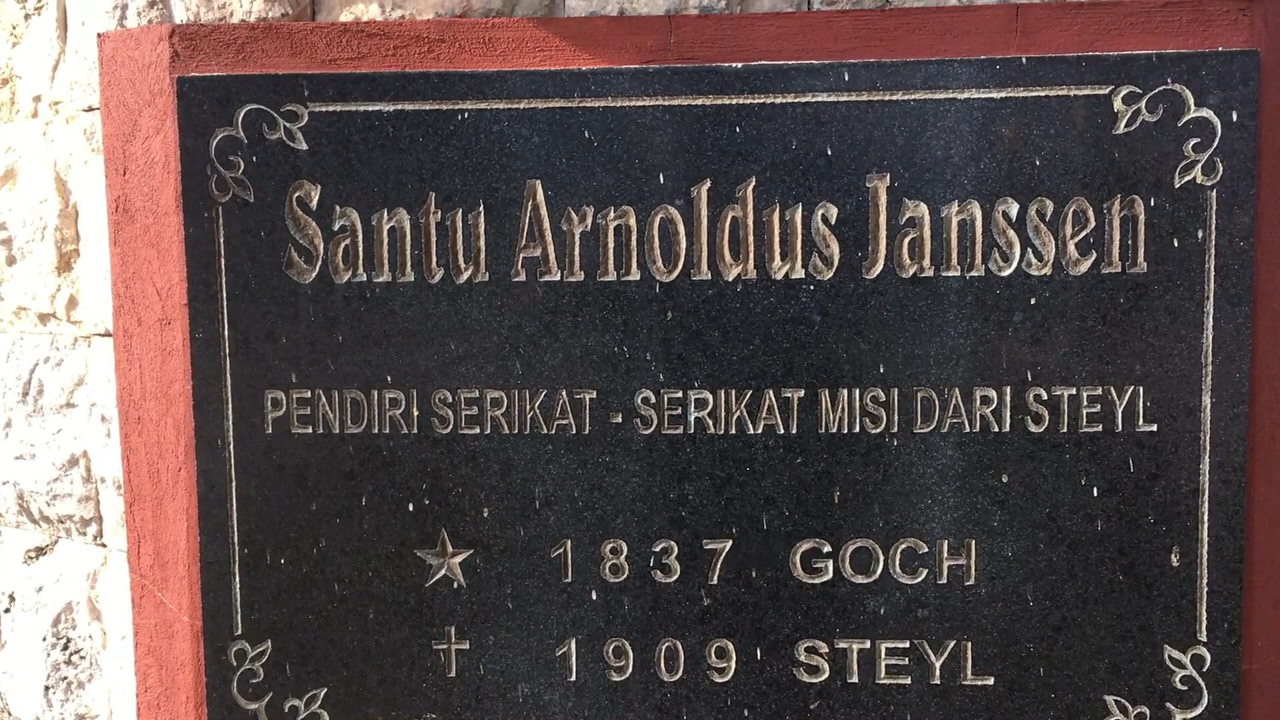 Santu Arnoldus Janssen
PENDIRI SERIKAT - SERIKAT MISI DARI STEYL
★ 1837 GOCH
✝ 1909 STEYL